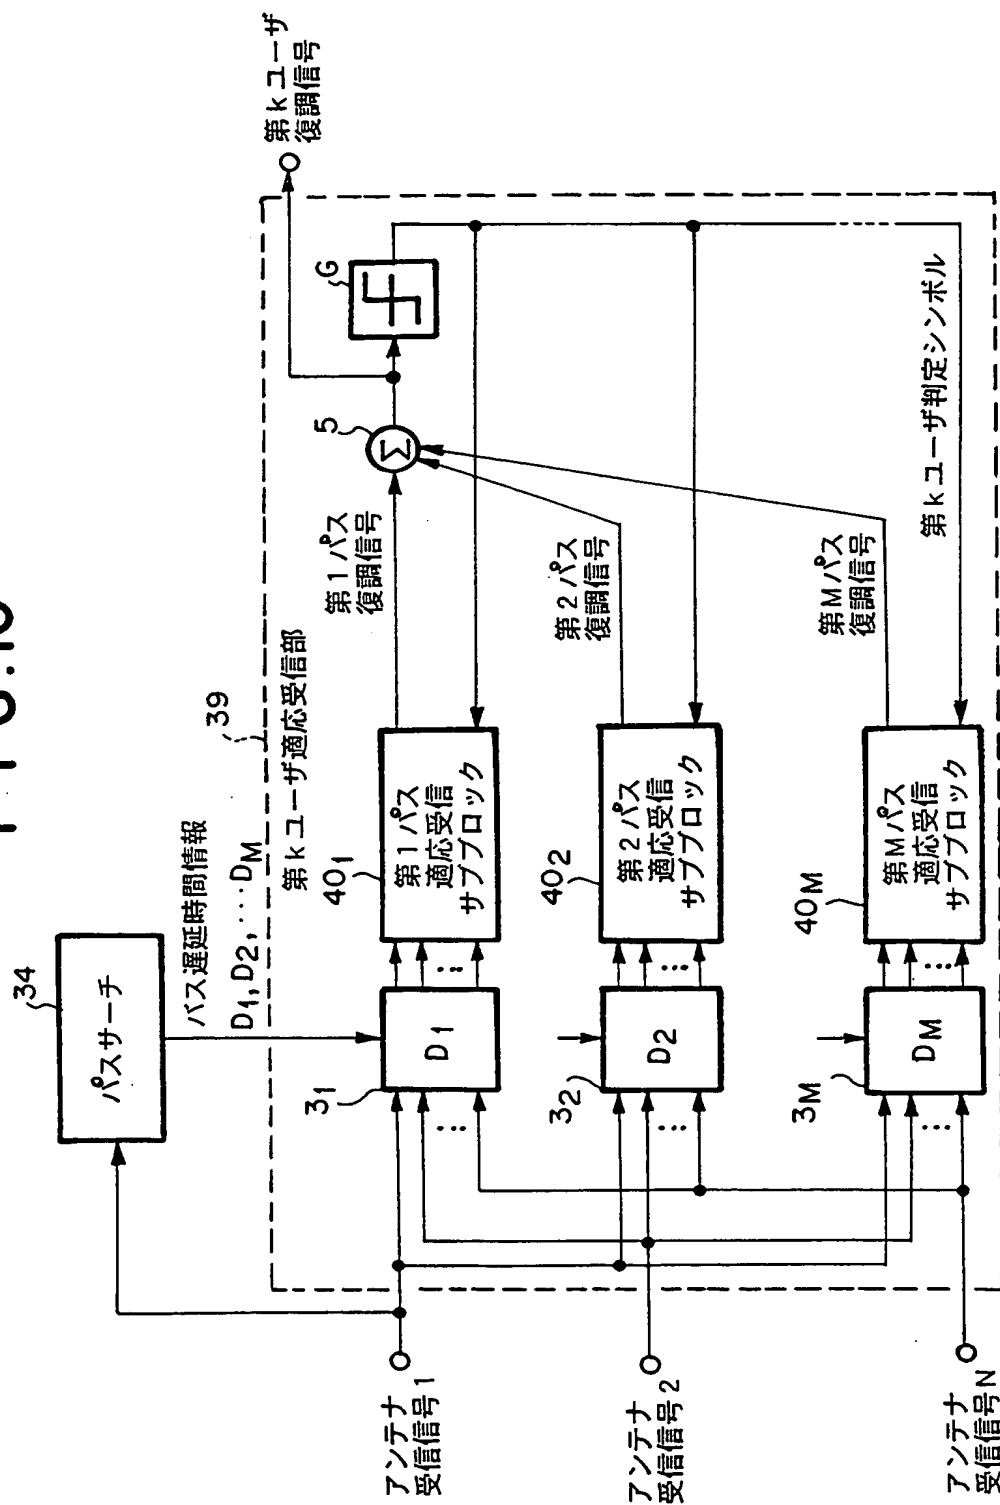 34
パスサーチ
バス遅延時間情報
D1, D2, ··· DM
39
第kユーザ適応受信部
第kユーザ
復調信号
アンテナ
受信信号1
アンテナ
受信信号2
アンテナ
受信信号N
31
D1
401
第1パス
適応受信
サブブロック
第1パス
復調信号
5
Σ
G
32
D2
402
第2パス
適応受信
サブブロック
第2パス
復調信号
3M
DM
40M
第Mパス
適応受信
サブブロック
第Mパス
復調信号
第kユーザ判定シンボル